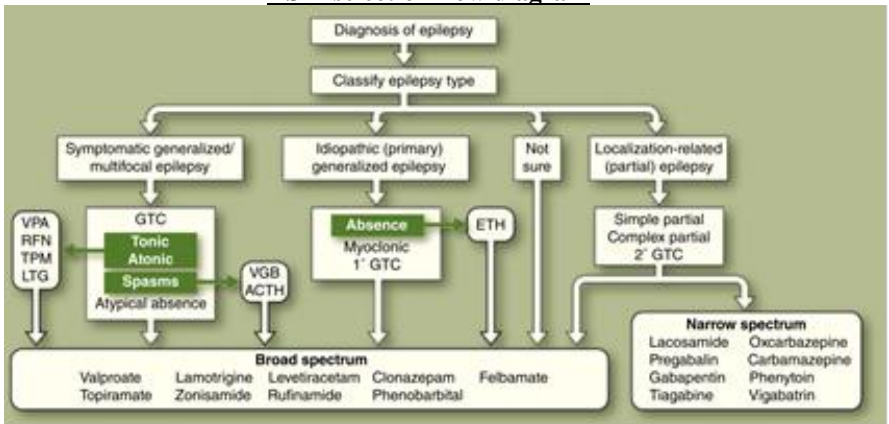 Diagnosis of epilepsy
Classify epilepsy type
Symptomatic generalized/
multifocal epilepsy
Idiopathic (primary)
generalized epilepsy
Not
sure
Localization-related
(partial) epilepsy
VPA
RFN
TPM
LTG
GTC
Tonic
Atonic
Spasms
Atypical absence
VGB
ACTH
Absence
Myoclonic
1° GTC
ETH
Simple partial
Complex partial
2° GTC
Broad spectrum
Valproate Lamotrigine Levetiracetam Clonazepam Felbamate
Topiramate Zonisamide Rufinamide Phenobarbital
Narrow spectrum
Lacosamide Oxcarbazepine
Pregabalin Carbamazepine
Gabapentin Phenytoin
Tiagabine Vigabatrin